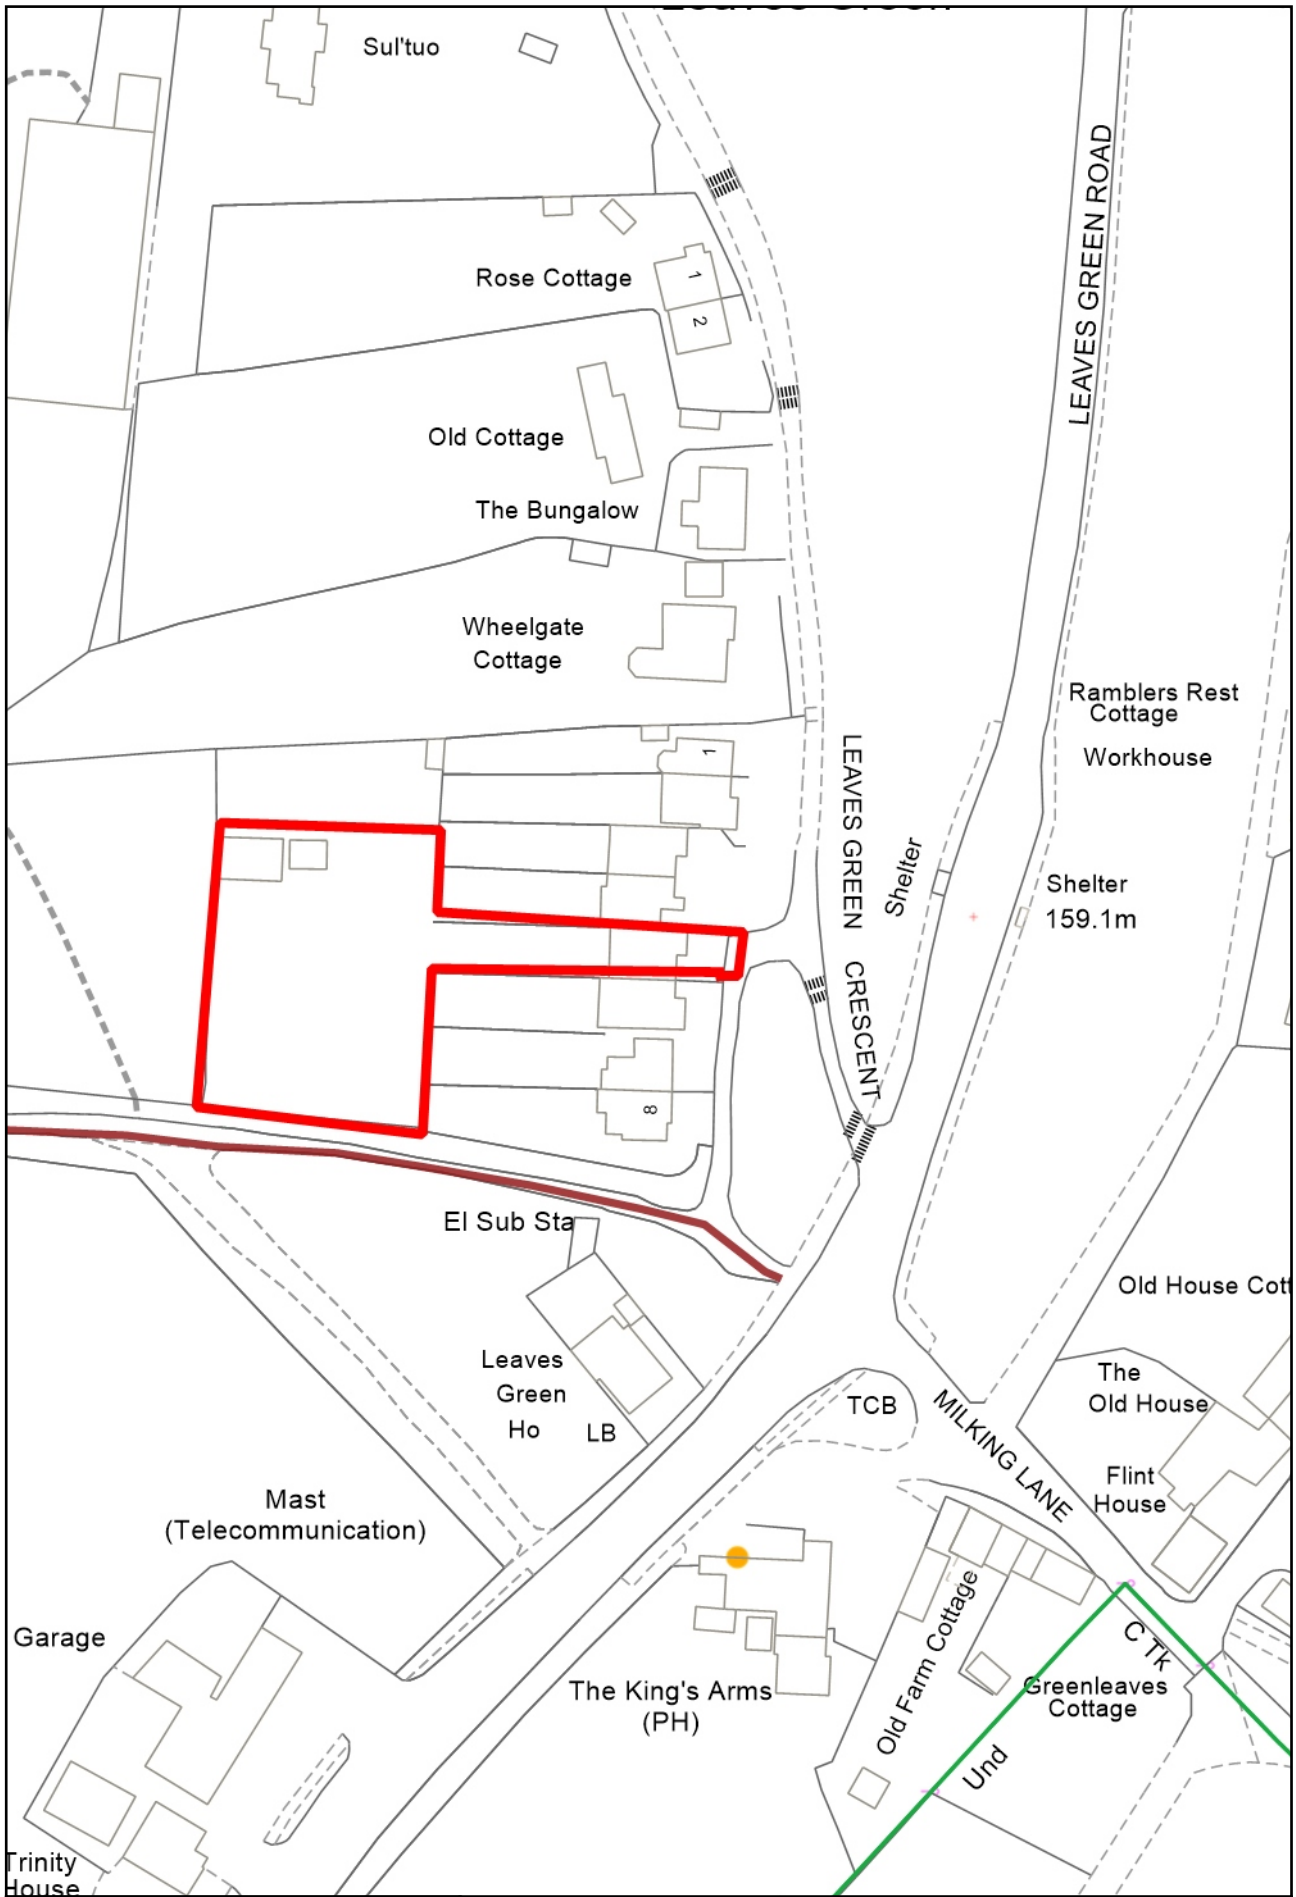 Leaves Green
Sul'tuo
LEAVES GREEN ROAD
Rose Cottage
1
2
Old Cottage
The Bungalow
Wheelgate
Cottage
Ramblers Rest
Cottage
Workhouse
1
LEAVES GREEN CRESCENT
Shelter
Shelter
159.1m
8
El Sub Sta
Old House Cott
Leaves
Green
Ho
LB
TCB
The
Old House
MILKING LANE
Flint
House
Mast
(Telecommunication)
Garage
The King's Arms
(PH)
Old Farm Cottage
C Tk
Greenleaves
Cottage
Und
Trinity
House